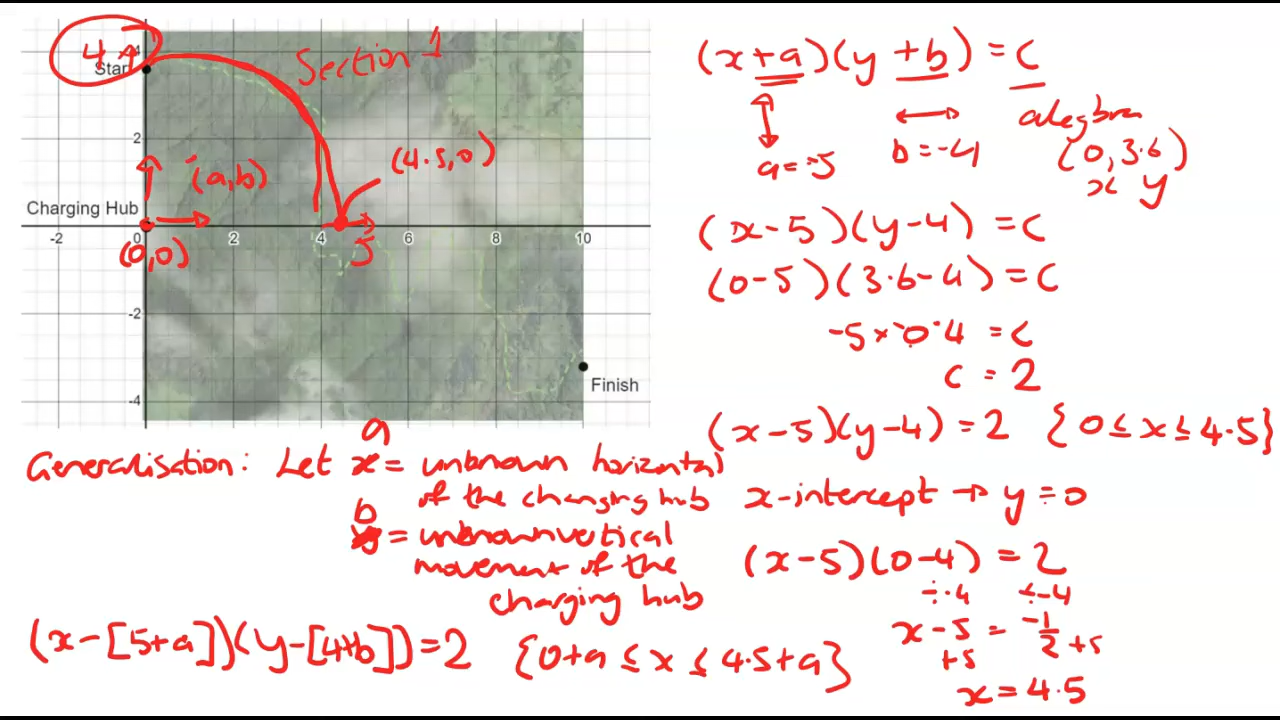 4
Start
Section 1
2
(a,b)
(4.5,0)
Charging Hub
-2 0 2 4 6 8 10
(0,0)
5
-2
-4
Finish
(x+a)(y+b)=c
a=-5
b=-4
alegbra
(0,3.6)
x y
(x-5)(y-4)=c
(0-5)(3.6-4)=c
-5×-0.4=c
c=2
(x-5)(y-4)=2 {0≤x≤4.5}
x-intercept → y=0
(x-5)(0-4)=2
÷-4 ÷-4
x-5=-1/2
+5 +5
x=4.5
Generalisation: Let a= unknown horizontal
of the charging hub
b = unknown vertical
movement of the
charging hub
(x-[5+a])(y-[4+b])=2 {0+a≤x≤4.5+a}